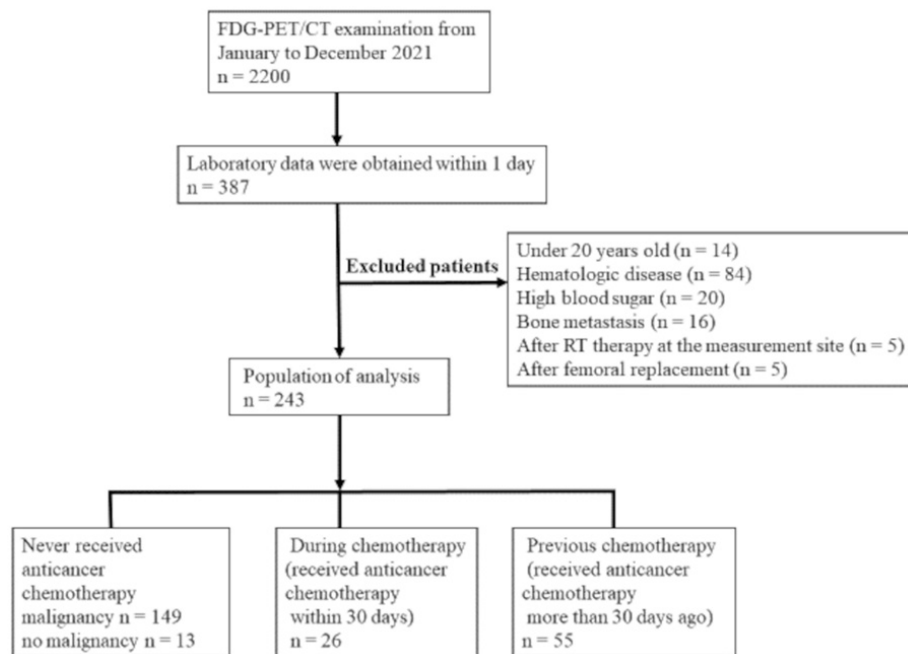 FDG-PET/CT examination from
January to December 2021
n = 2200
Laboratory data were obtained within 1 day
n = 387
Excluded patients
Under 20 years old (n = 14)
Hematologic disease (n = 84)
High blood sugar (n = 20)
Bone metastasis (n = 16)
After RT therapy at the measurement site (n = 5)
After femoral replacement (n = 5)
Population of analysis
n = 243
Never received
anticancer
chemotherapy
malignancy n = 149
no malignancy n = 13
During chemotherapy
(received anticancer
chemotherapy
within 30 days)
n = 26
Previous chemotherapy
(received anticancer
chemotherapy
more than 30 days ago)
n = 55